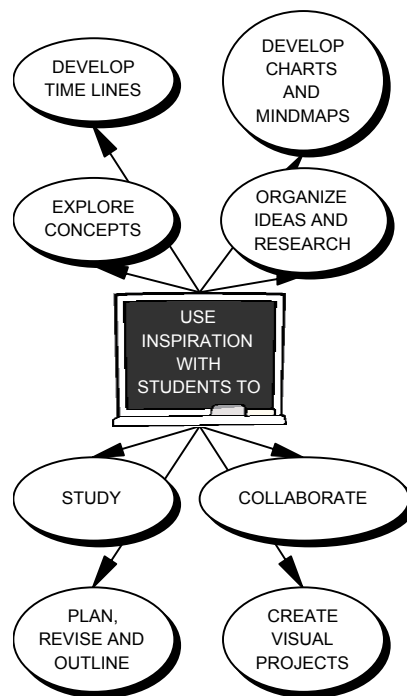 DEVELOP
TIME LINES
DEVELOP
CHARTS
AND
MINDMAPS
EXPLORE
CONCEPTS
ORGANIZE
IDEAS AND
RESEARCH
USE
INSPIRATION
WITH
STUDENTS TO
STUDY
COLLABORATE
PLAN,
REVISE AND
OUTLINE
CREATE
VISUAL
PROJECTS